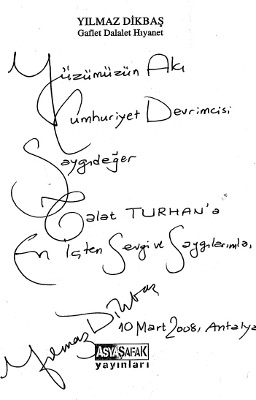 YILMAZ DİKBAŞ
Gaflet Dalalet Hıyanet
Yüzümüzün Akı
Cumhuriyet Devrimcisi
Saygıdeğer
Talat TURHAN'a
En İçten Sevgi ve Saygılarımla,
Yılmaz Dikbaş
10 Mart 2008, Antalya
ASYA ŞAFAK
yayınları